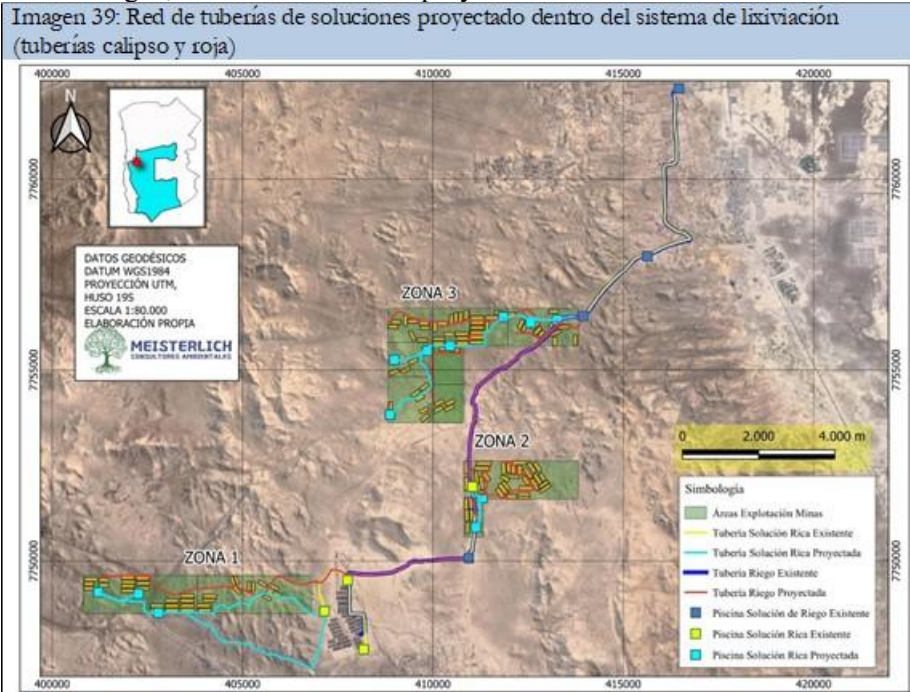 Imagen 39: Red de tuberías de soluciones proyectado dentro del sistema de lixiviación
(tuberías calipso y roja)
400000 405000 410000 415000 420000
N
7760000 7760000
DATOS GEODÉSICOS
DATUM WGS1984
PROYECCIÓN UTM,
HUSO 19S
ESCALA 1:80.000
ELABORACIÓN PROPIA
MEISTERLICH
CONSULTORES AMBIENTALES
ZONA 3
7755000 7755000
ZONA 2
0 2.000 4.000 m
Simbología
Áreas Explotación Minas
Tubería Solución Rica Existente
Tubería Solución Rica Proyectada
Tubería Riego Existente
Tubería Riego Proyectada
Piscina Solución de Riego Existente
Piscina Solución Rica Existente
Piscina Solución Rica Proyectada
ZONA 1
7750000 7750000
400000 405000 410000 415000 420000